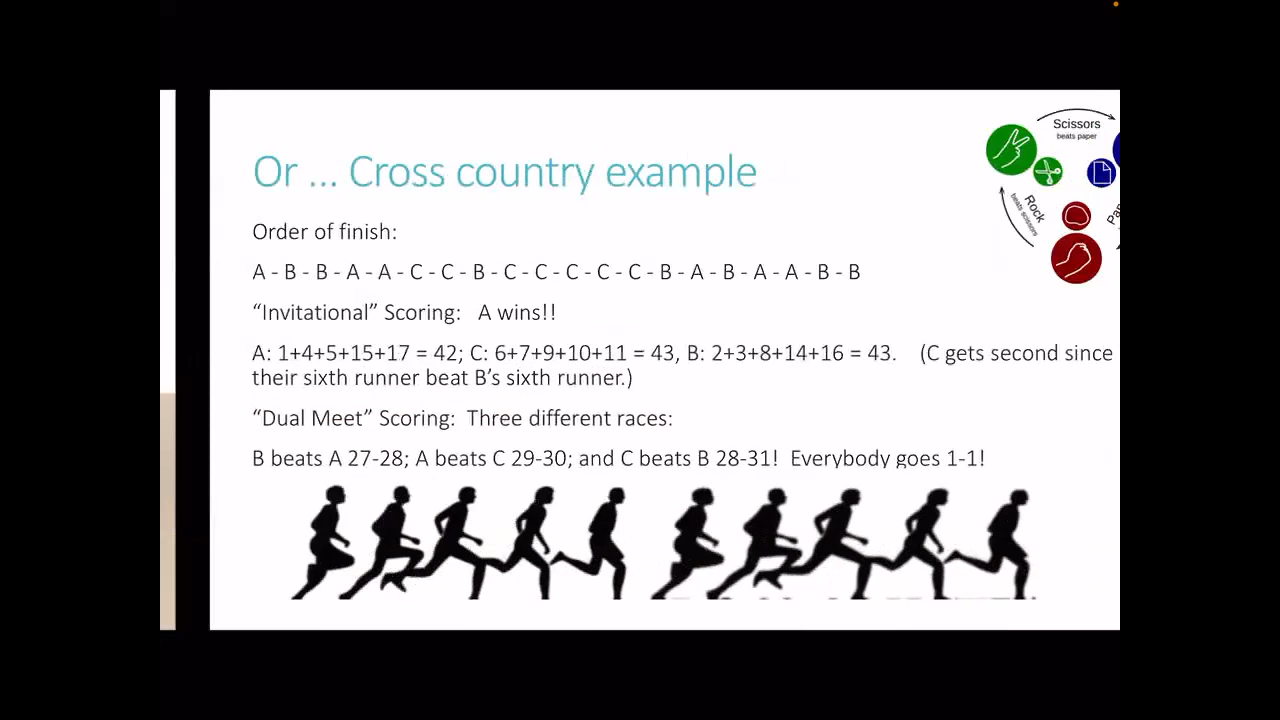 Or ... Cross country example
Scissors
beats paper
Rock
beats scissors
Order of finish:
A - B - B - A - A - C - C - B - C - C - C - C - C - B - A - B - A - A - B - B
“Invitational” Scoring:   A wins!!
A: 1+4+5+15+17 = 42; C: 6+7+9+10+11 = 43, B: 2+3+8+14+16 = 43.    (C gets second since
their sixth runner beat B’s sixth runner.)
“Dual Meet” Scoring:  Three different races:
B beats A 27-28; A beats C 29-30; and C beats B 28-31!  Everybody goes 1-1!